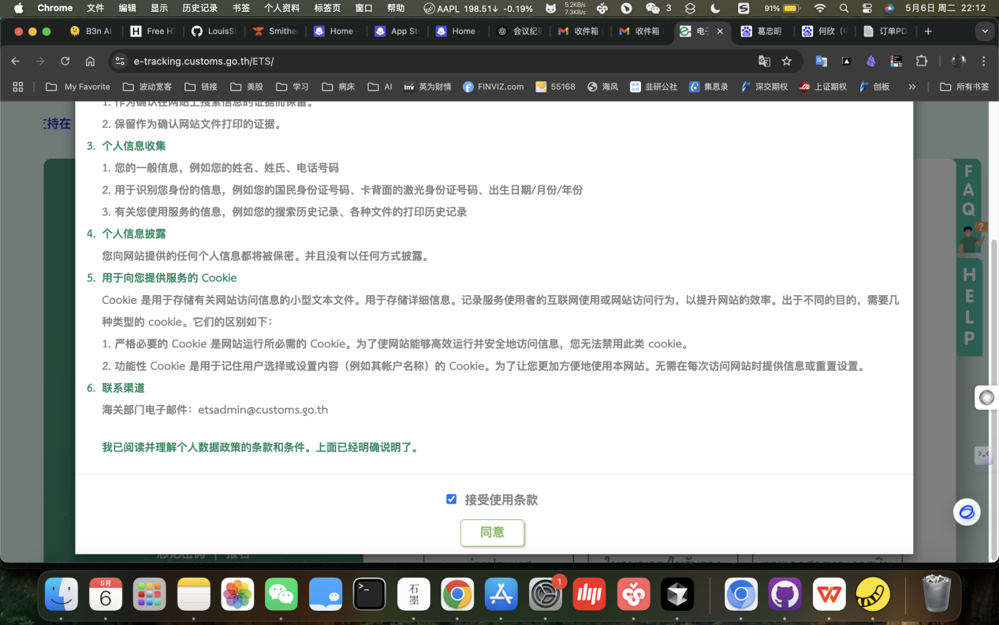 Chrome 文件 编辑 显示 历史记录 书签 个人资料 标签页 窗口 帮助 AAPL 198.51↓ -0.19% 5.2KB/s 7.3KB/s 3 91% 5月6日 周二 22:12
B3n AI Free HT LouisS Smithe Home App St Home 会议纪 收件箱 收件箱 电子 葛忠明 何欣（中 订单PD
e-tracking.customs.go.th/ETS/
My Favorite 波动宽客 链接 美股 学习 病床 AI inv 英为财情 FINVIZ.com 55168 海风 韭研公社 集思录 深交期权 上证期权 创板 » 所有书签
支持在
1. 作为确认在网站上搜索信息的证据而保留。
2. 保留作为确认网站文件打印的证据。
3. 个人信息收集
1. 您的一般信息，例如您的姓名、姓氏、电话号码
2. 用于识别您身份的信息，例如您的国民身份证号码、卡背面的激光身份证号码、出生日期/月份/年份
3. 有关您使用服务的信息，例如您的搜索历史记录、各种文件的打印历史记录
4. 个人信息披露
您向网站提供的任何个人信息都将被保密。并且没有以任何方式披露。
5. 用于向您提供服务的 Cookie
Cookie 是用于存储有关网站访问信息的小型文本文件。用于存储详细信息。记录服务使用者的互联网使用或网站访问行为，以提升网站的效率。出于不同的目的，需要几
种类型的 cookie。它们的区别如下：
1. 严格必要的 Cookie 是网站运行所必需的 Cookie。为了使网站能够高效运行并安全地访问信息，您无法禁用此类 cookie。
2. 功能性 Cookie 是用于记住用户选择或设置内容（例如其帐户名称）的 Cookie。为了让您更加方便地使用本网站。无需在每次访问网站时提供信息或重置设置。
6. 联系渠道
海关部门电子邮件：etsadmin@customs.go.th
我已阅读并理解个人数据政策的条款和条件。上面已经明确说明了。
接受使用条款
同意
FAQ
?
HELP
5月
6
石墨
1